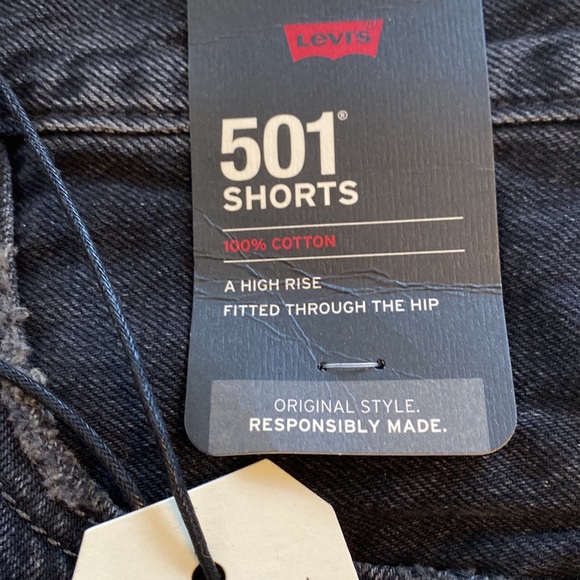 LEVI'S
501®
SHORTS
100% COTTON
A HIGH RISE
FITTED THROUGH THE HIP
ORIGINAL STYLE.
RESPONSIBLY MADE.